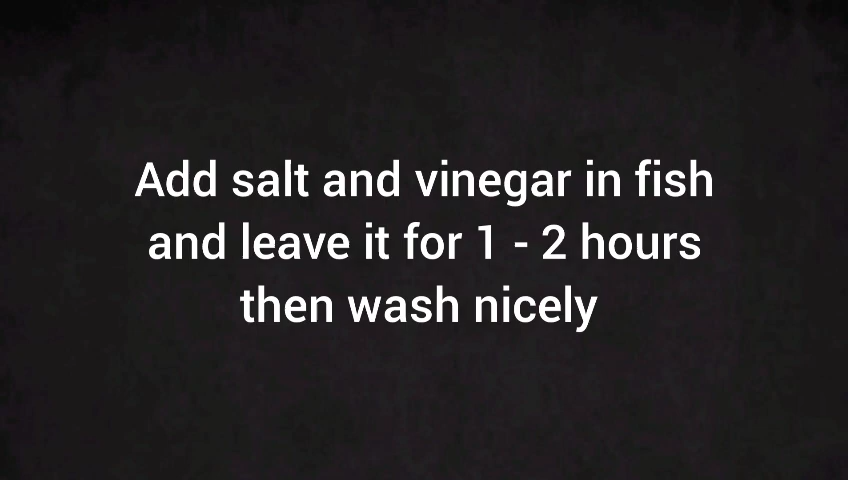 Add salt and vinegar in fish
and leave it for 1 - 2 hours
then wash nicely